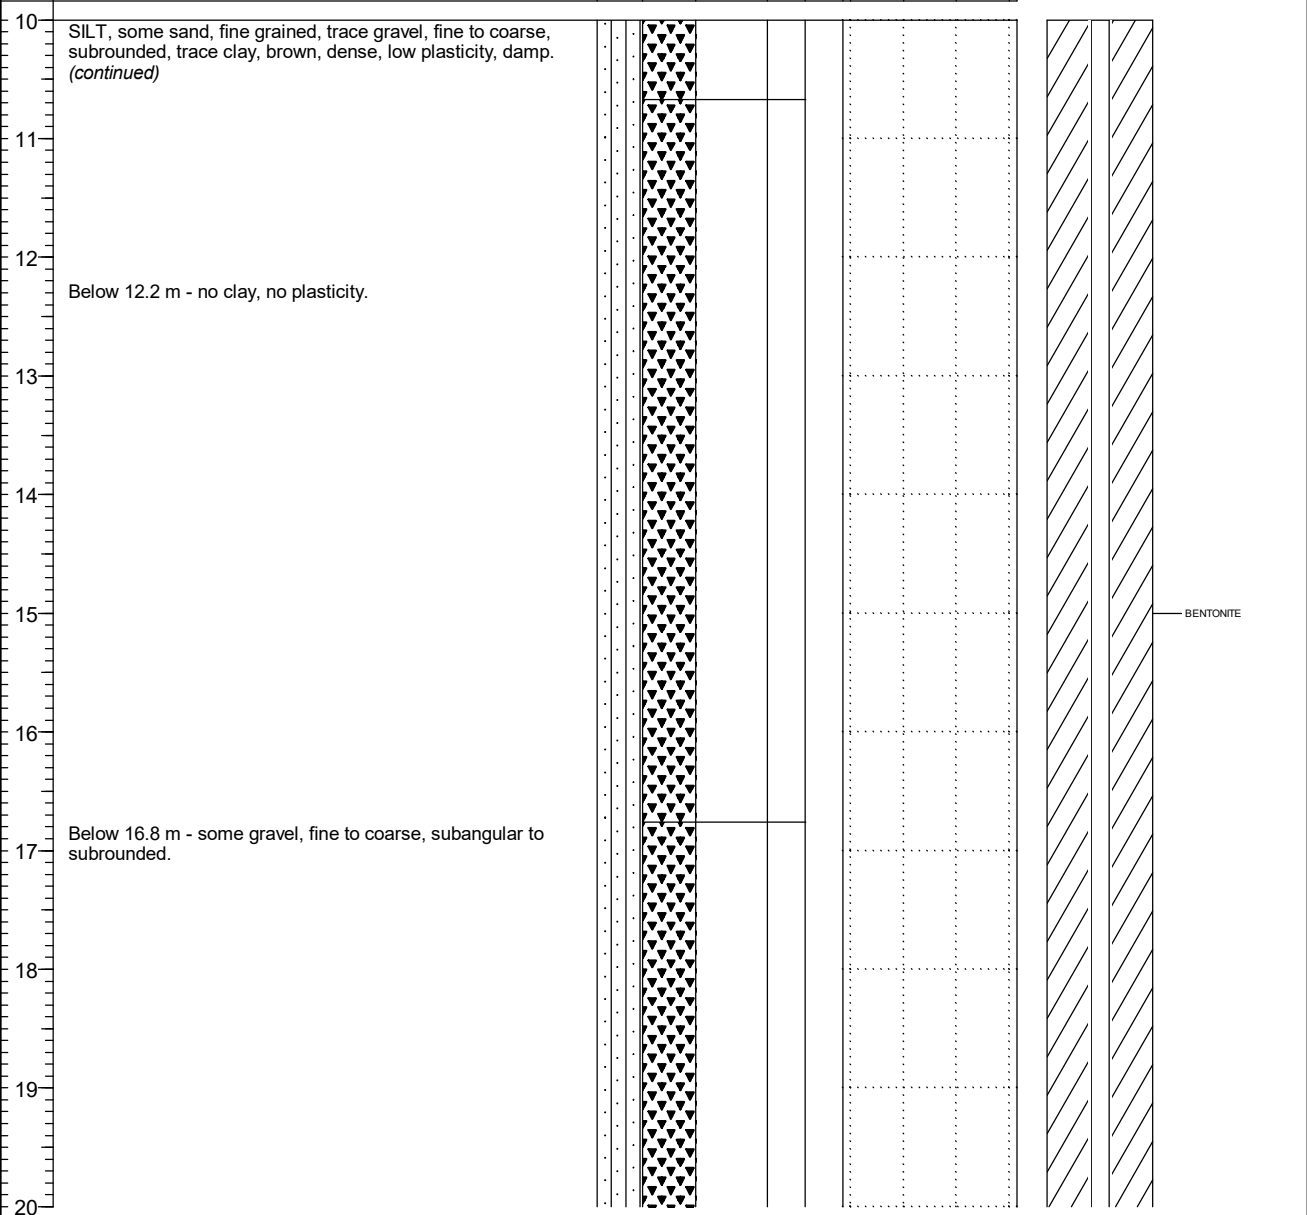 10
SILT, some sand, fine grained, trace gravel, fine to coarse,
subrounded, trace clay, brown, dense, low plasticity, damp.
(continued)
11
12
Below 12.2 m - no clay, no plasticity.
13
14
15
BENTONITE
16
Below 16.8 m - some gravel, fine to coarse, subangular to
subrounded.
17
18
19
20